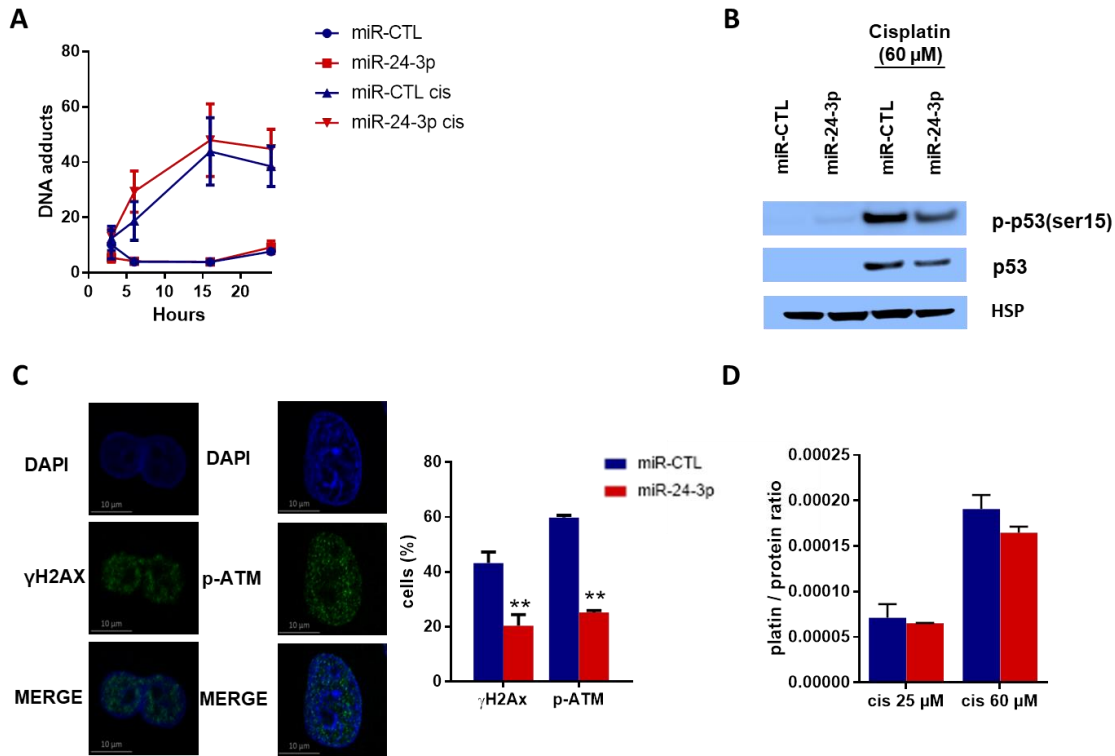 A
80
60
40
20
0
DNA adducts
0
5
10
15
20
Hours
miR-CTL
miR-24-3p
miR-CTL cis
miR-24-3p cis
B
Cisplatin
(60 µM)
miR-CTL
miR-24-3p
miR-CTL
miR-24-3p
p-p53(ser15)
p53
HSP
C
DAPI
10 µm
DAPI
10 µm
γH2AX
10 µm
p-ATM
10 µm
MERGE
10 µm
MERGE
10 µm
80
60
40
20
0
cells (%)
miR-CTL
miR-24-3p
**
**
γH2Ax
p-ATM
D
platin / protein ratio
0.00020
0.00015
0.00010
0.00005
0.00000
cis 25 µM
cis 60 µM